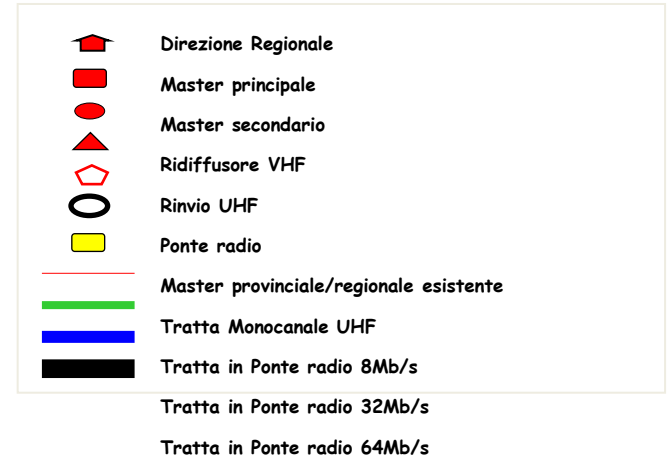 Direzione Regionale
Master principale
Master secondario
Ridiffusore VHF
Rinvio UHF
Ponte radio
Master provinciale/regionale esistente
Tratta Monocanale UHF
Tratta in Ponte radio 8Mb/s
Tratta in Ponte radio 32Mb/s
Tratta in Ponte radio 64Mb/s